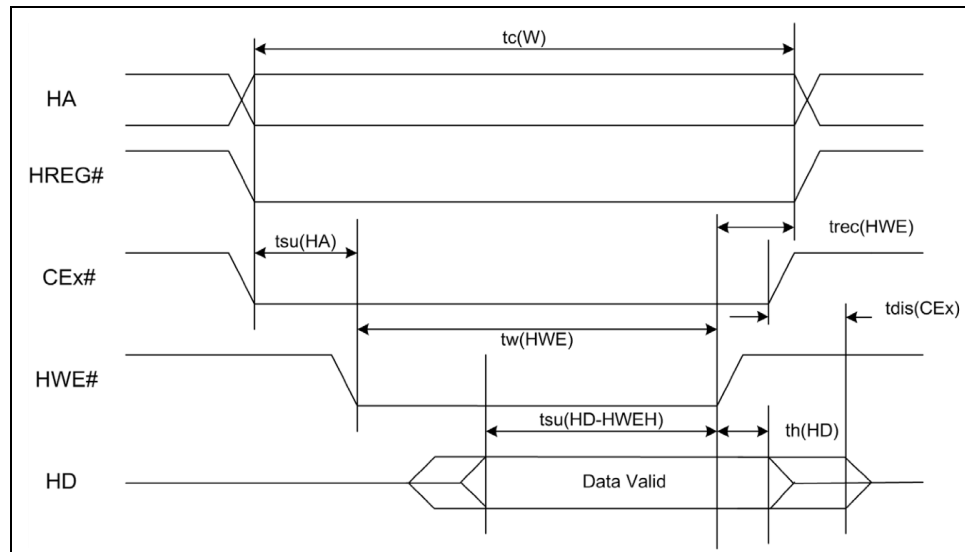 tc(W)
HA
HREG#
tsu(HA)
trec(HWE)
CEx#
tdis(CEx)
tw(HWE)
HWE#
tsu(HD-HWEH)
th(HD)
HD
Data Valid